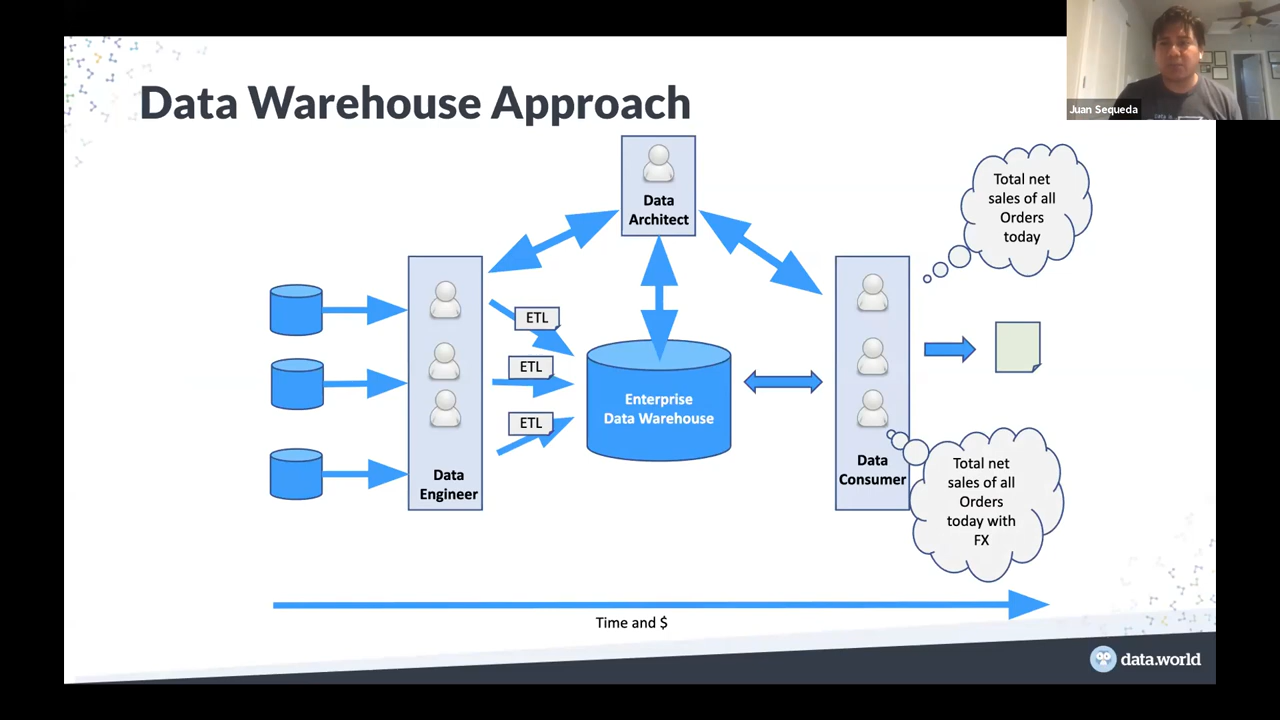 Juan Sequeda
Data Warehouse Approach
Data
Architect
Total net
sales of all
Orders
today
ETL
ETL
ETL
Enterprise
Data Warehouse
Data
Engineer
Data
Consumer
Total net
sales of all
Orders
today with
FX
Time and $
data.world